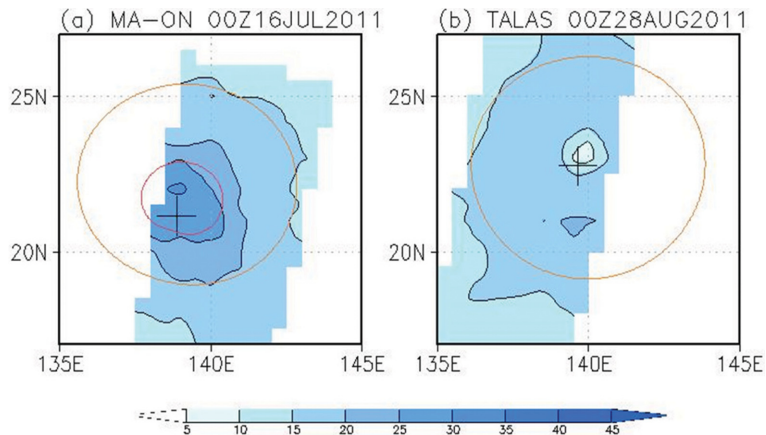 (a) MA-ON 00Z16JUL2011
(b) TALAS 00Z28AUG2011
25N
20N
135E 140E 145E
25N
20N
135E 140E 145E
5 10 15 20 25 30 35 40 45